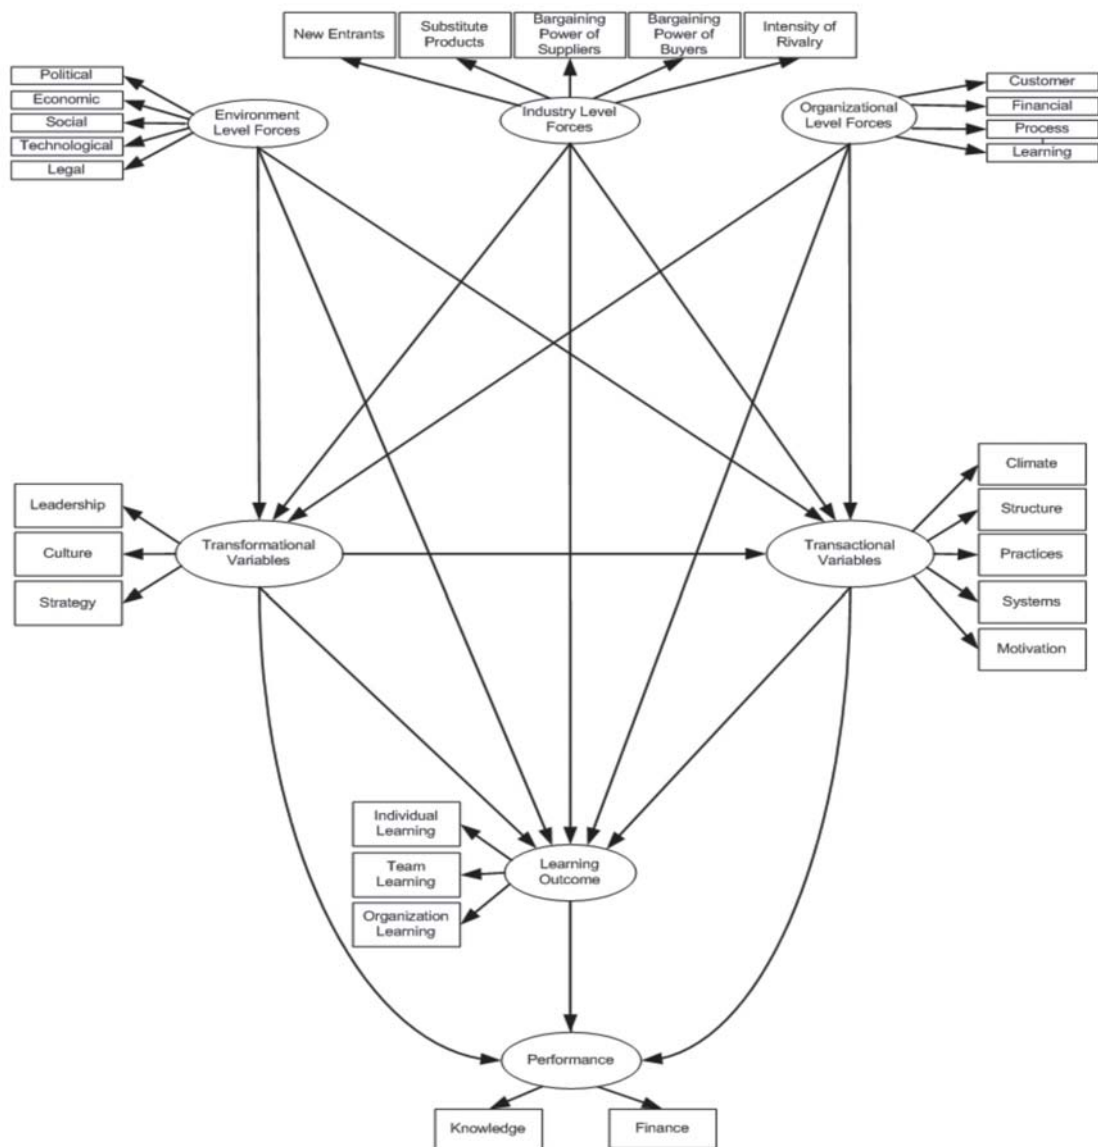 New Entrants
Substitute
Products
Bargaining
Power of
Suppliers
Bargaining
Power of
Buyers
Intensity of
Rivalry
Political
Economic
Social
Technological
Legal
Environment
Level Forces
Industry Level
Forces
Organizational
Level Forces
Customer
Financial
Process
Learning
Leadership
Culture
Strategy
Transformational
Variables
Transactional
Variables
Climate
Structure
Practices
Systems
Motivation
Individual
Learning
Team
Learning
Organization
Learning
Learning
Outcome
Performance
Knowledge
Finance